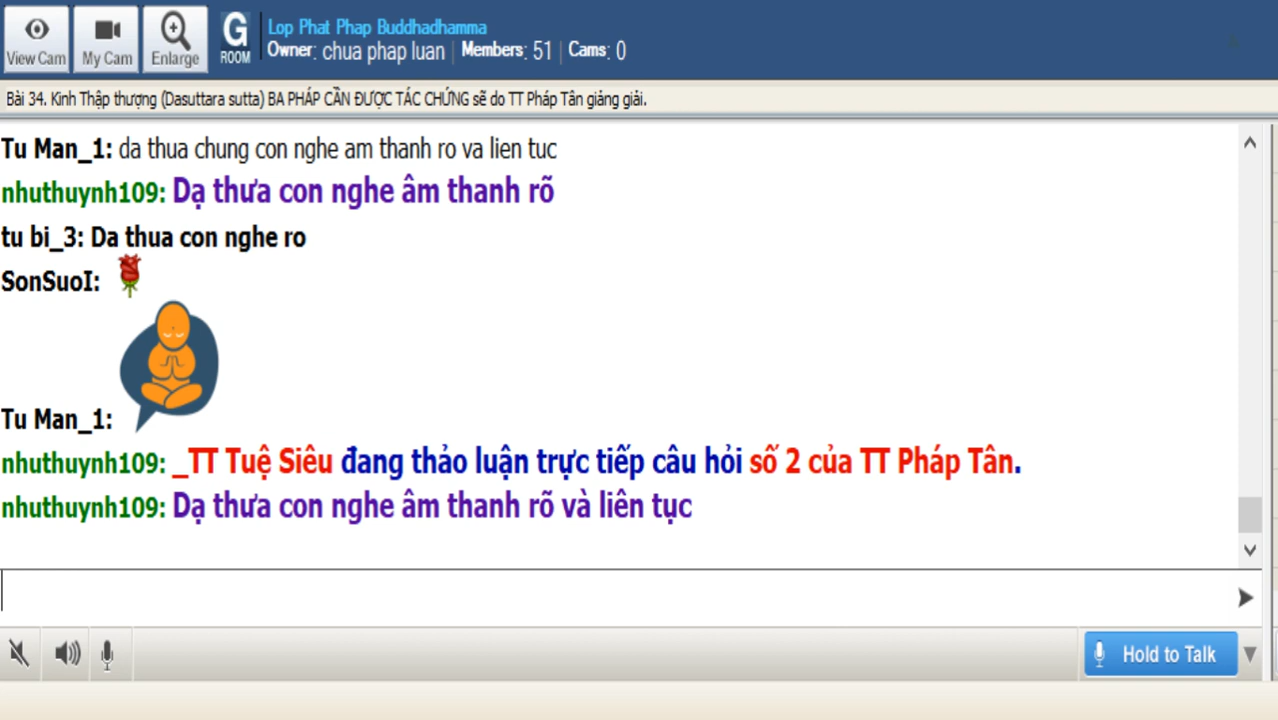 View Cam
My Cam
Enlarge
G
ROOM
Lop Phat Phap Buddhadhamma
Owner: chua phap luan | Members: 51 | Cams: 0
Bài 34. Kinh Thập thượng (Dasuttara sutta) BA PHÁP CẦN ĐƯỢC TÁC CHỨNG sẽ do TT Pháp Tân giảng giải.
Tu Man_1: da thua chung con nghe am thanh ro va lien tuc
nhuthuynh109: Dạ thưa con nghe âm thanh rõ
tu bi_3: Da thua con nghe ro
SonSuoI:
Tu Man_1:
nhuthuynh109: _TT Tuệ Siêu đang thảo luận trực tiếp câu hỏi số 2 của TT Pháp Tân.
nhuthuynh109: Dạ thưa con nghe âm thanh rõ và liên tục
Hold to Talk